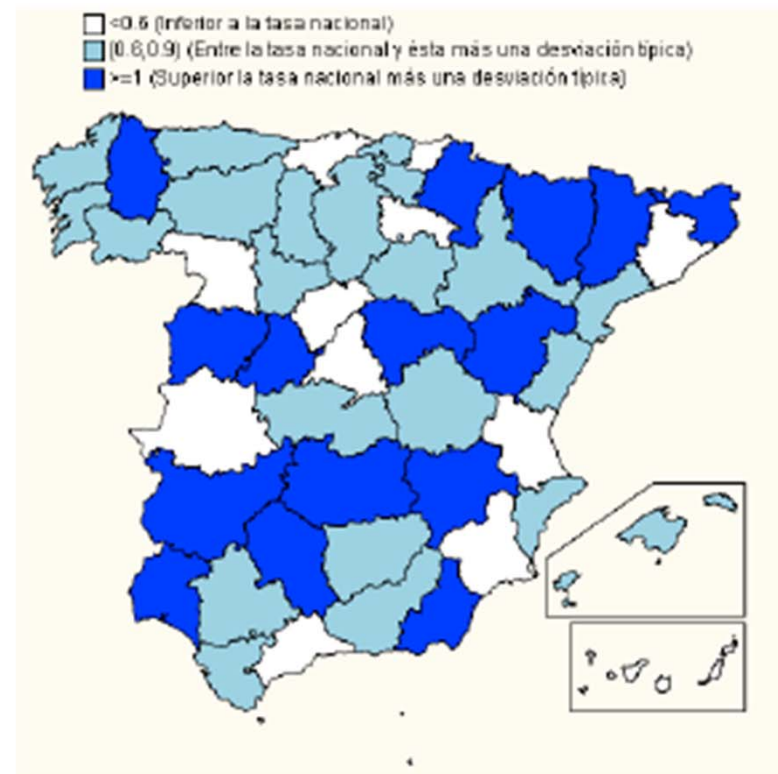 <0.6 (Inferior a la tasa nacional)
[0.6,0.9) (Entre la tasa nacional y ésta más una desviación típica)
>=1 (Superior la tasa nacional más una desviación típica)